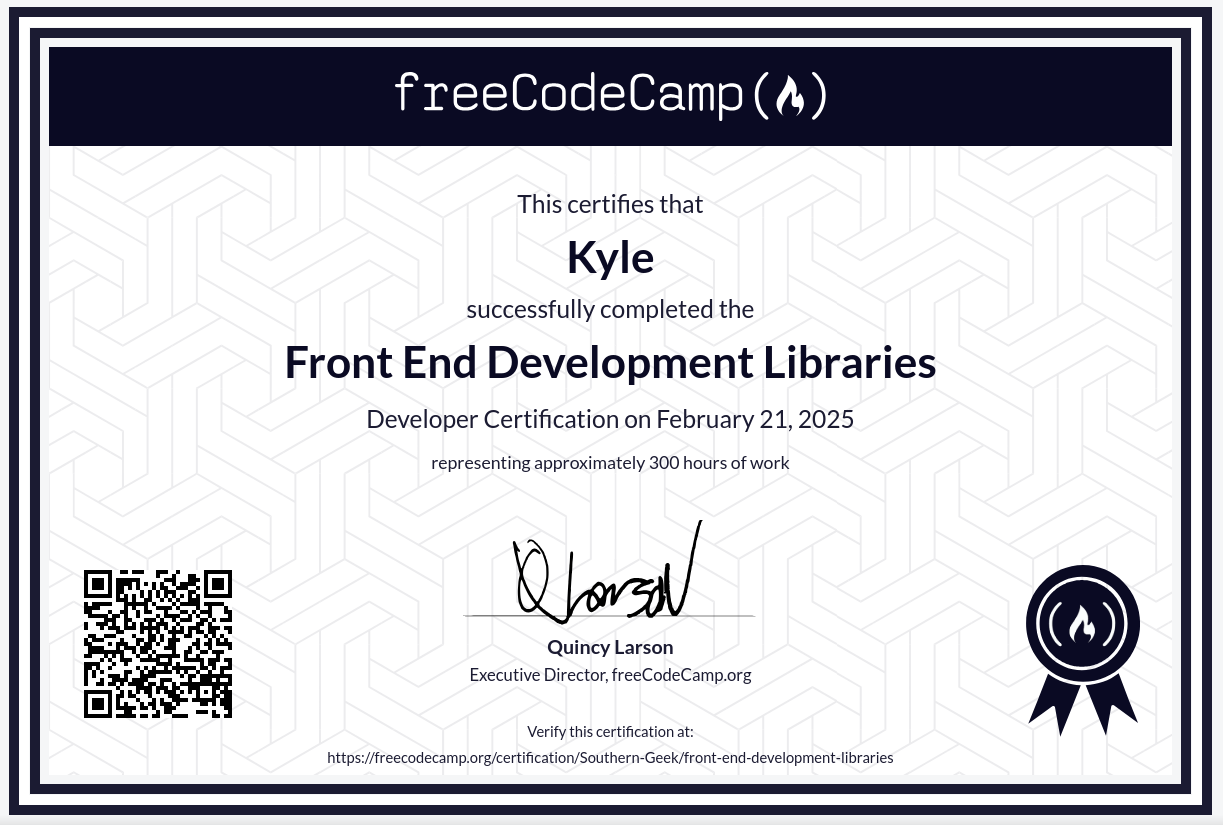 freeCodeCamp(🔥)
This certifies that
Kyle
successfully completed the
Front End Development Libraries
Developer Certification on February 21, 2025
representing approximately 300 hours of work
Quincy Larson
Executive Director, freeCodeCamp.org
Verify this certification at:
https://freecodecamp.org/certification/Southern-Geek/front-end-development-libraries